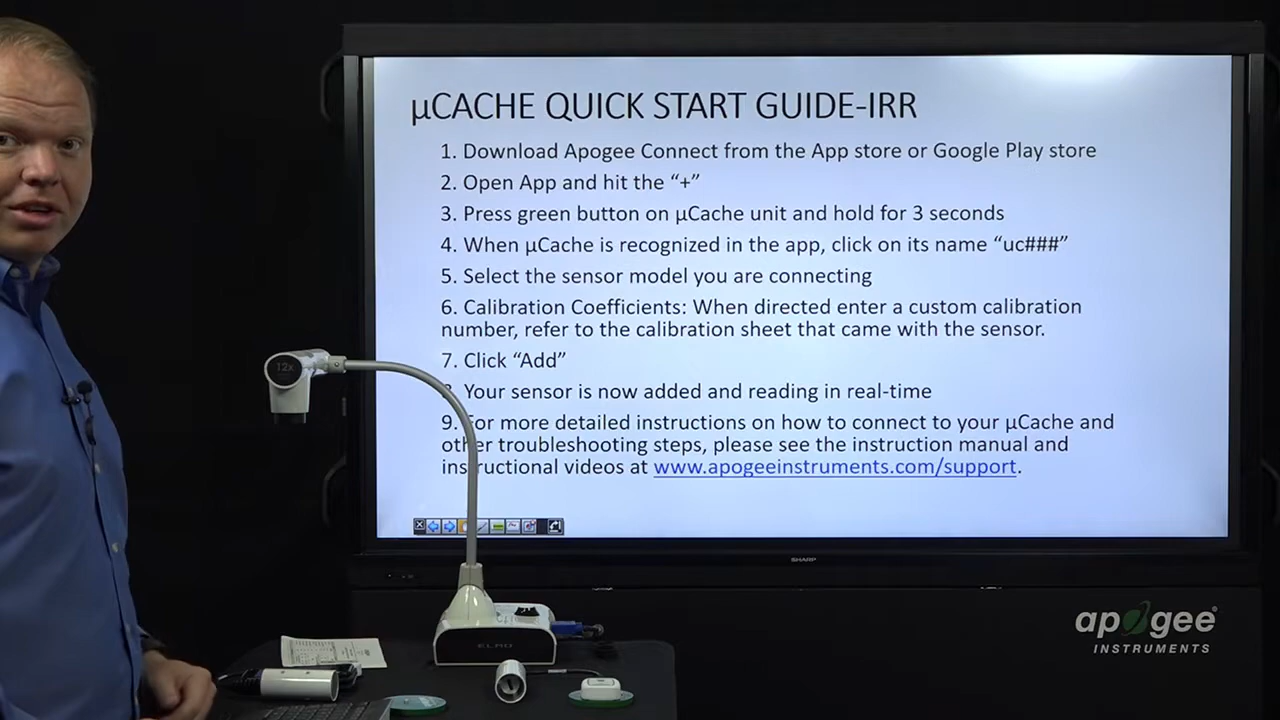 µCACHE QUICK START GUIDE-IRR
1. Download Apogee Connect from the App store or Google Play store
2. Open App and hit the “+”
3. Press green button on µCache unit and hold for 3 seconds
4. When µCache is recognized in the app, click on its name “uc###”
5. Select the sensor model you are connecting
6. Calibration Coefficients: When directed enter a custom calibration
number, refer to the calibration sheet that came with the sensor.
7. Click “Add”
Your sensor is now added and reading in real-time
9. For more detailed instructions on how to connect to your µCache and
other troubleshooting steps, please see the instruction manual and
instructional videos at www.apogeeinstruments.com/support.
12x
SHARP
ELMO
apogee
INSTRUMENTS